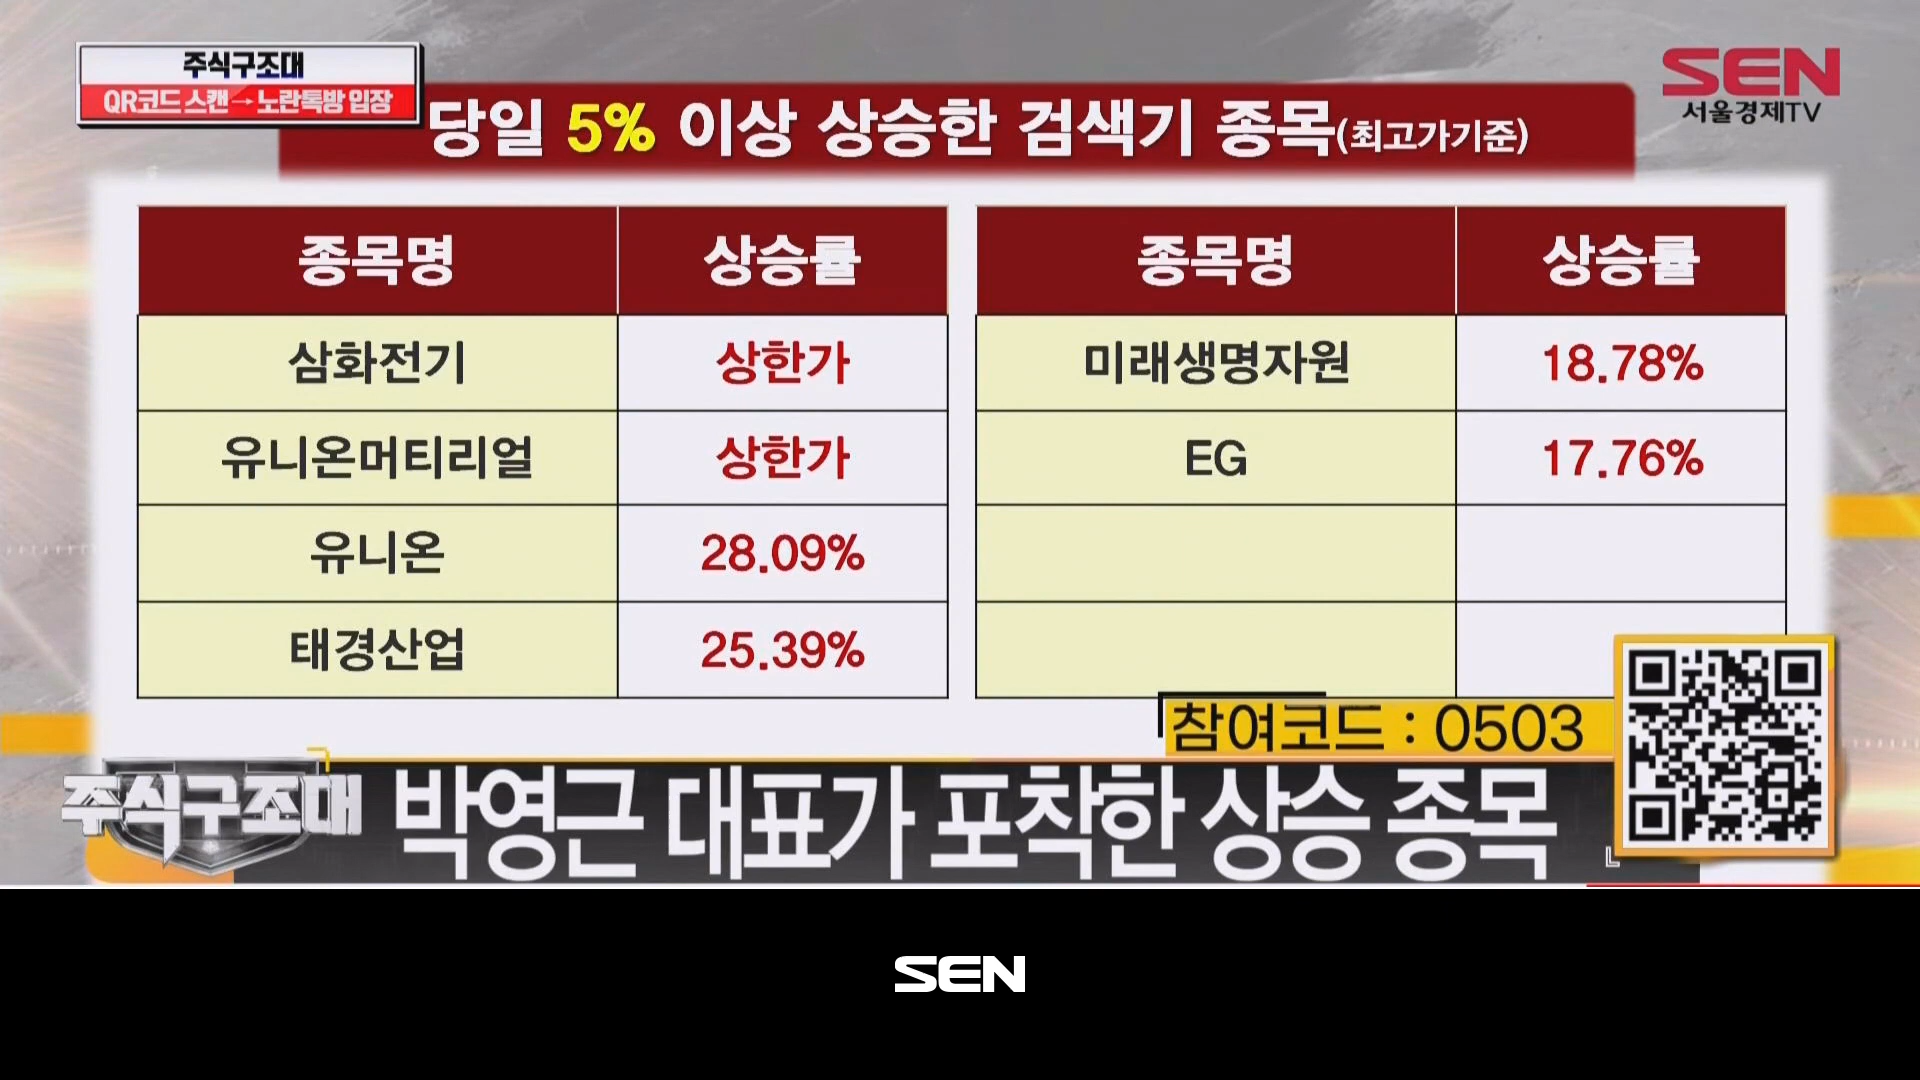 주식구조대
QR코드 스캔→노란톡방 입장
SEN
서울경제TV
당일 5% 이상 상승한 검색기 종목(최고가기준)
종목명 상승률
삼화전기 상한가
유니온머티리얼 상한가
유니온 28.09%
태경산업 25.39%
종목명 상승률
미래생명자원 18.78%
EG 17.76%
참여코드 : 0503
주식구조대
박영근 대표가 포착한 상승 종목
SEN